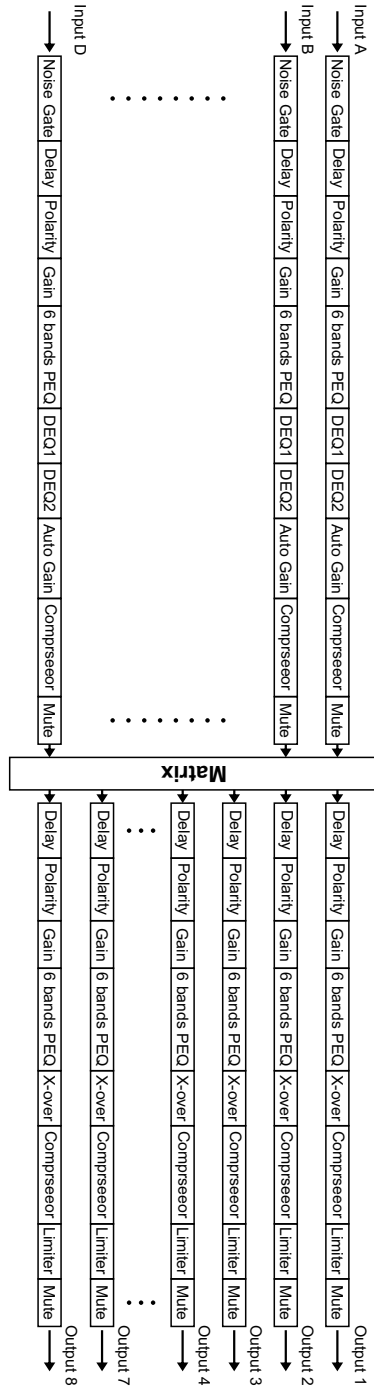 Input A
Noise Gate Delay Polarity Gain 6 bands PEQ DEQ1 DEQ2 Auto Gain Comprseeor Mute
Input B
Noise Gate Delay Polarity Gain 6 bands PEQ DEQ1 DEQ2 Auto Gain Comprseeor Mute
Input D
Noise Gate Delay Polarity Gain 6 bands PEQ DEQ1 DEQ2 Auto Gain Comprseeor Mute
Matrix
Output 1
Delay Polarity Gain 6 bands PEQ X-over Comprseeor Limiter Mute
Output 2
Delay Polarity Gain 6 bands PEQ X-over Comprseeor Limiter Mute
Output 3
Delay Polarity Gain 6 bands PEQ X-over Comprseeor Limiter Mute
Output 4
Delay Polarity Gain 6 bands PEQ X-over Comprseeor Limiter Mute
Output 7
Delay Polarity Gain 6 bands PEQ X-over Comprseeor Limiter Mute
Output 8
Delay Polarity Gain 6 bands PEQ X-over Comprseeor Limiter Mute